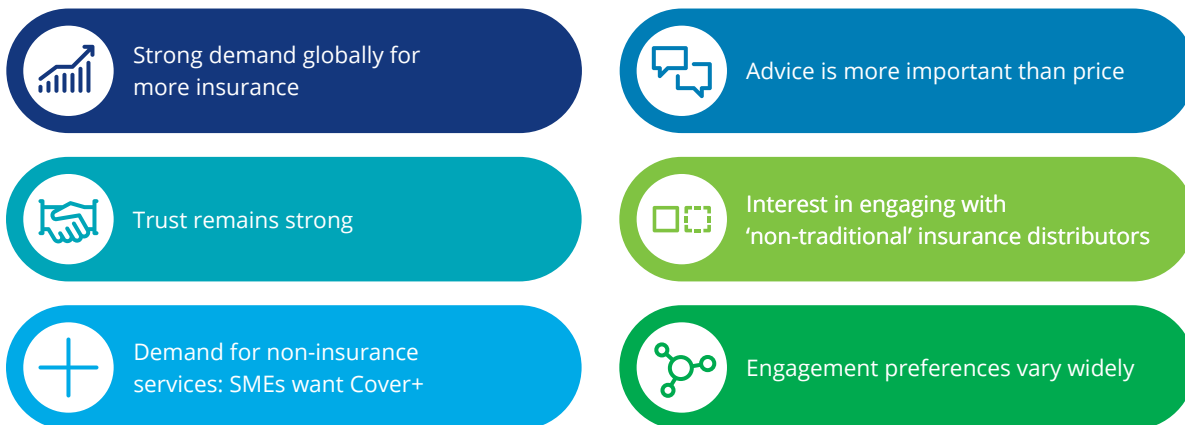 Strong demand globally for
more insurance
Advice is more important than price
Trust remains strong
Interest in engaging with
‘non-traditional’ insurance distributors
Demand for non-insurance
services: SMEs want Cover+
Engagement preferences vary widely